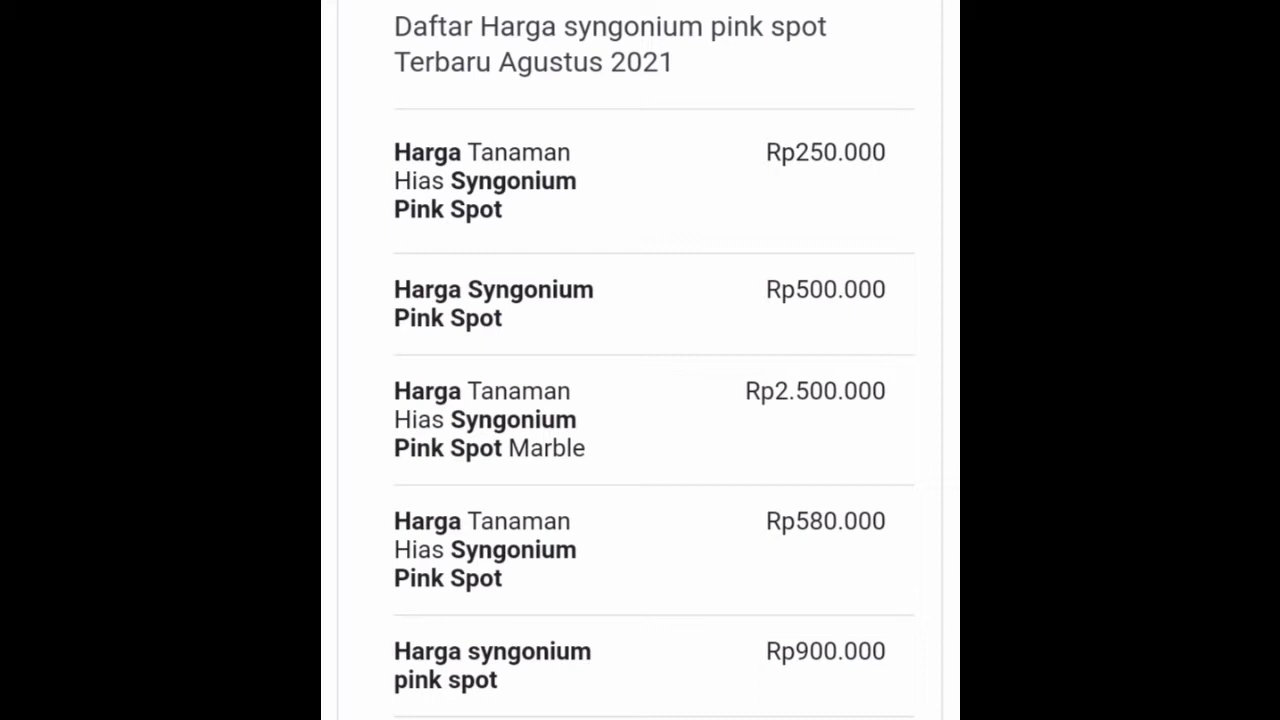 Daftar Harga syngonium pink spot
Terbaru Agustus 2021
Harga Tanaman
Hias Syngonium
Pink Spot
Rp250.000
Harga Syngonium
Pink Spot
Rp500.000
Harga Tanaman
Hias Syngonium
Pink Spot Marble
Rp2.500.000
Harga Tanaman
Hias Syngonium
Pink Spot
Rp580.000
Harga syngonium
pink spot
Rp900.000